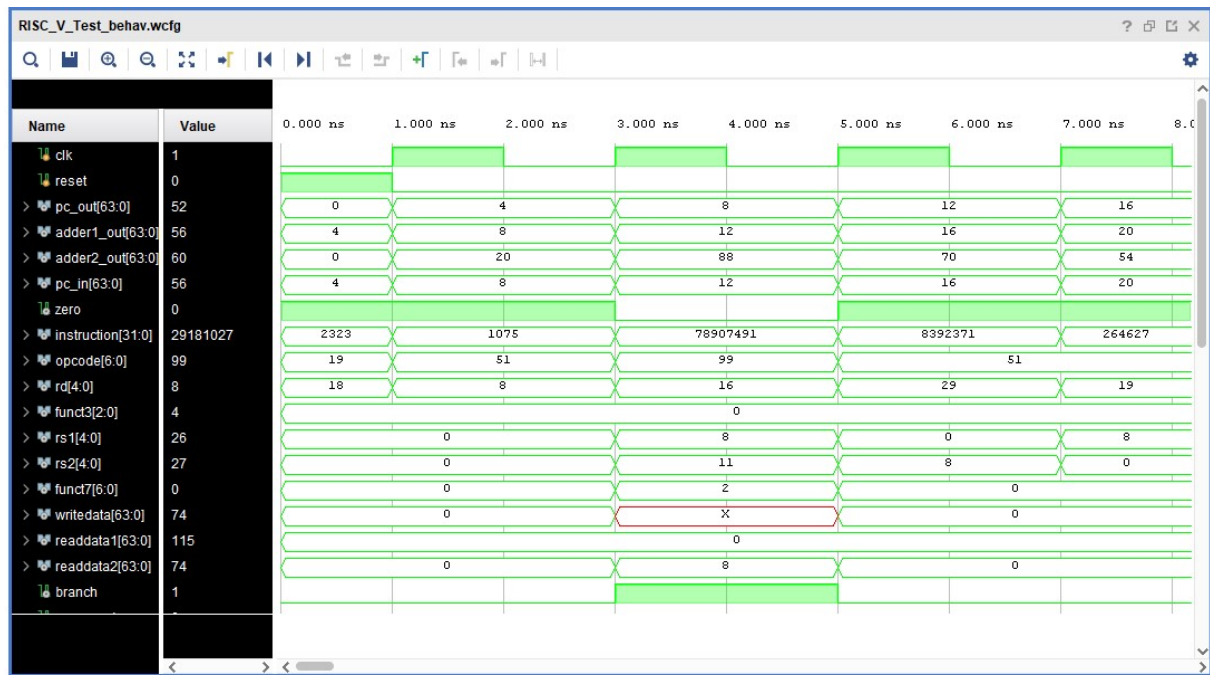 RISC_V_Test_behav.wcfg
Name Value 0.000 ns 1.000 ns 2.000 ns 3.000 ns 4.000 ns 5.000 ns 6.000 ns 7.000 ns
clk 1
reset 0
pc_out[63:0] 52 0 4 8 12 16
adder1_out[63:0] 56 4 8 12 16 20
adder2_out[63:0] 60 0 20 88 70 54
pc_in[63:0] 56 4 8 12 16 20
zero 0
instruction[31:0] 29181027 2323 1075 78907491 8392371 264627
opcode[6:0] 99 19 51 99 51
rd[4:0] 8 18 8 16 29 19
funct3[2:0] 4 0
rs1[4:0] 26 0 8 0 8
rs2[4:0] 27 0 11 8 0
funct7[6:0] 0 0 2 0
writedata[63:0] 74 0 X 0
readdata1[63:0] 115 0
readdata2[63:0] 74 0 8 0
branch 1